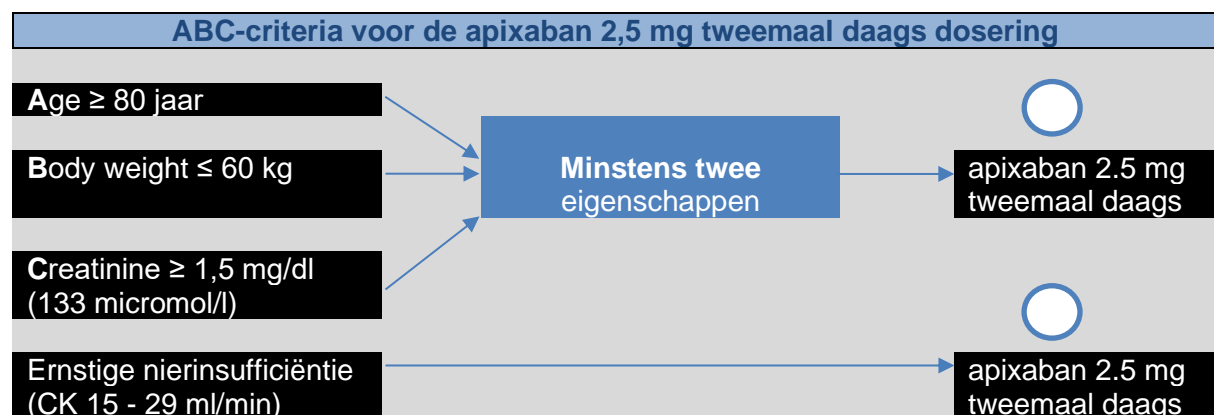 ABC-criteria voor de apixaban 2,5 mg tweemaal daags dosering
Age ≥ 80 jaar
Body weight ≤ 60 kg
Creatinine ≥ 1,5 mg/dl
(133 micromol/l)
Minstens twee
eigenschappen
apixaban 2.5 mg
tweemaal daags
Ernstige nierinsufficiëntie
(CK 15 - 29 ml/min)
apixaban 2.5 mg
tweemaal daags